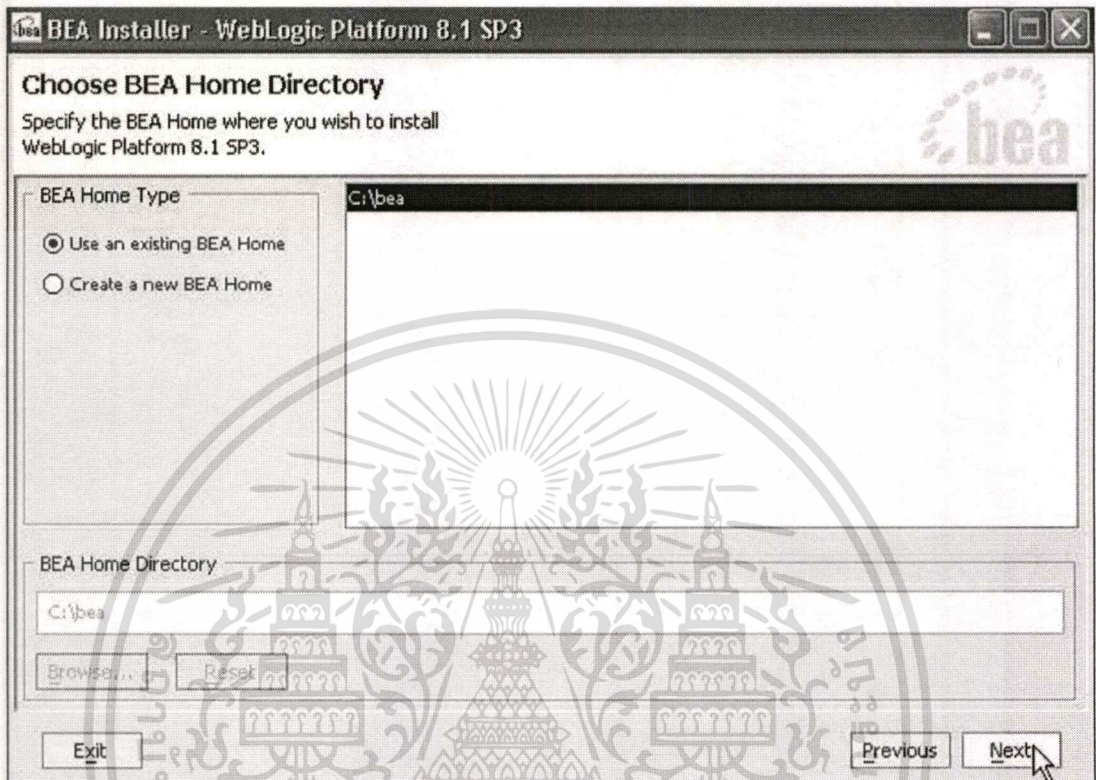 bea BEA Installer - WebLogic Platform 8.1 SP3
Choose BEA Home Directory
Specify the BEA Home where you wish to install
WebLogic Platform 8.1 SP3.
bea
BEA Home Type
Use an existing BEA Home
Create a new BEA Home
C:\bea
BEA Home Directory
C:\bea
Browse... Reset
Exit Previous Next